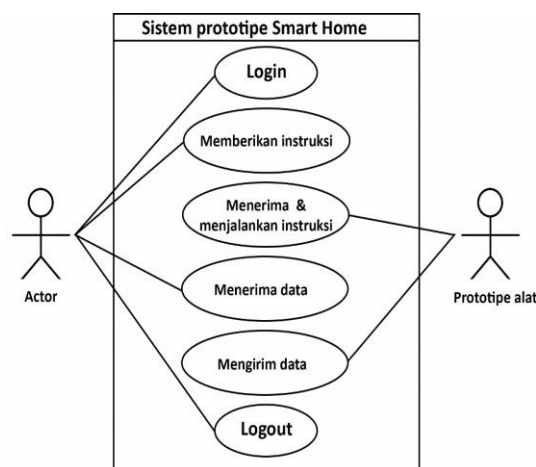 Sistem prototipe Smart Home
Login
Memberikan instruksi
Menerima & 
menjalankan instruksi
Menerima data
Mengirim data
Logout
Actor
Prototipe alat